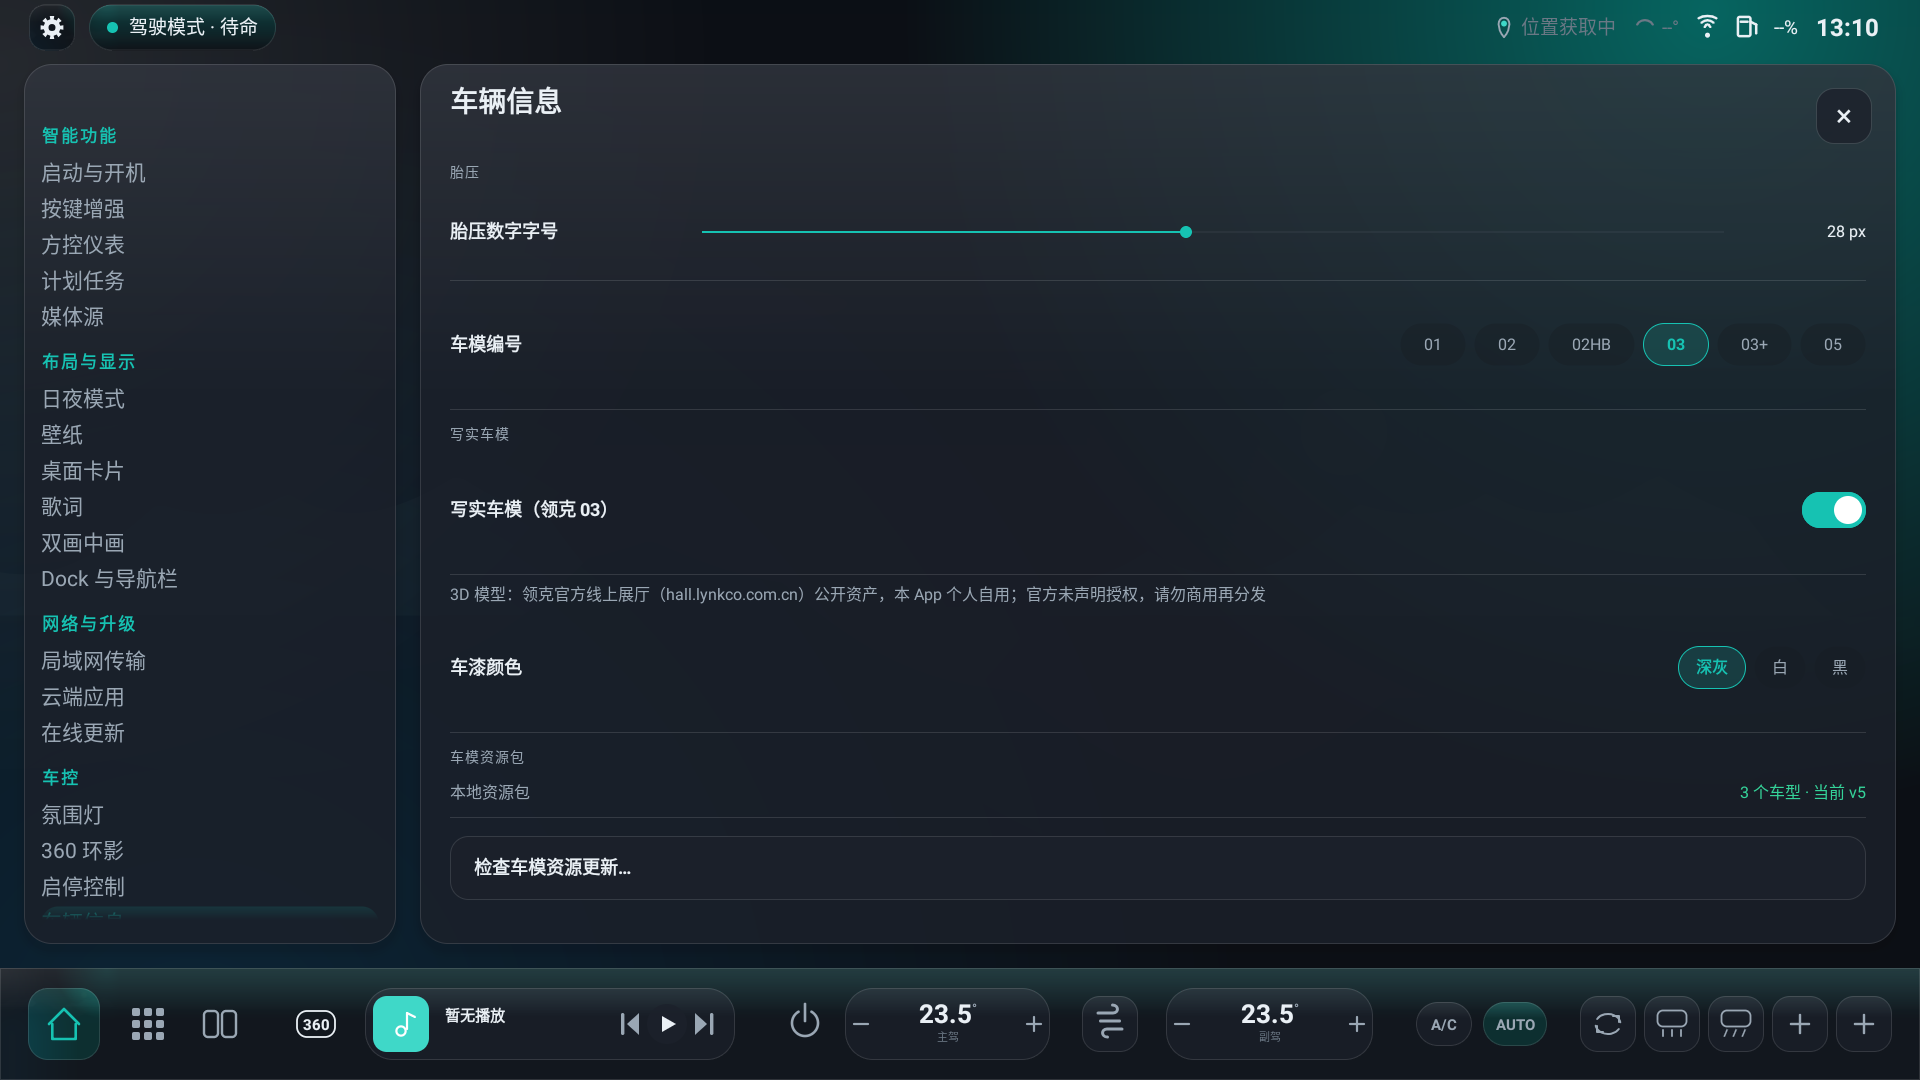 驾驶模式 · 待命
位置获取中
--°
--%
13:10
智能功能
启动与开机
按键增强
方控仪表
计划任务
媒体源
布局与显示
日夜模式
壁纸
桌面卡片
歌词
双画中画
Dock 与导航栏
网络与升级
局域网传输
云端应用
在线更新
车控
氛围灯
360 环影
启停控制
车辆信息
车辆信息
×
胎压
胎压数字字号
28 px
车模编号
01
02
02HB
03
03+
05
写实车模
写实车模（领克 03）
3D 模型：领克官方线上展厅（hall.lynkco.com.cn）公开资产，本 App 个人自用；官方未声明授权，请勿商用再分发
车漆颜色
深灰
白
黑
车模资源包
本地资源包
3 个车型 · 当前 v5
检查车模资源更新...
360
暂无播放
23.5°
主驾
23.5°
副驾
A/C
AUTO